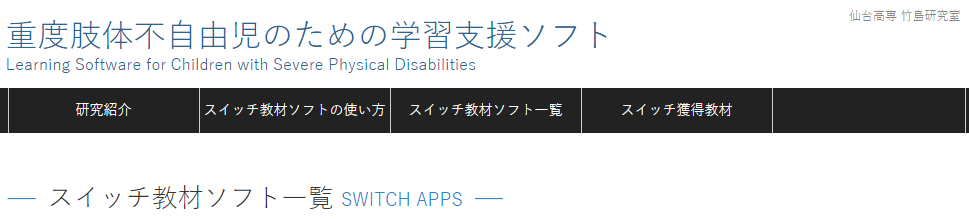 仙台高専 竹島研究室
重度肢体不自由児のための学習支援ソフト
Learning Software for Children with Severe Physical Disabilities
研究紹介 スイッチ教材ソフトの使い方 スイッチ教材ソフト一覧 スイッチ獲得教材
スイッチ教材ソフト一覧 SWITCH APPS